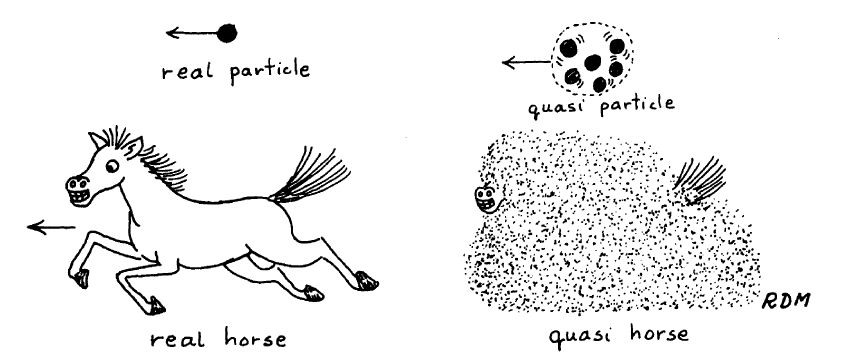 real particle
quasi particle
RDM
real horse
quasi horse